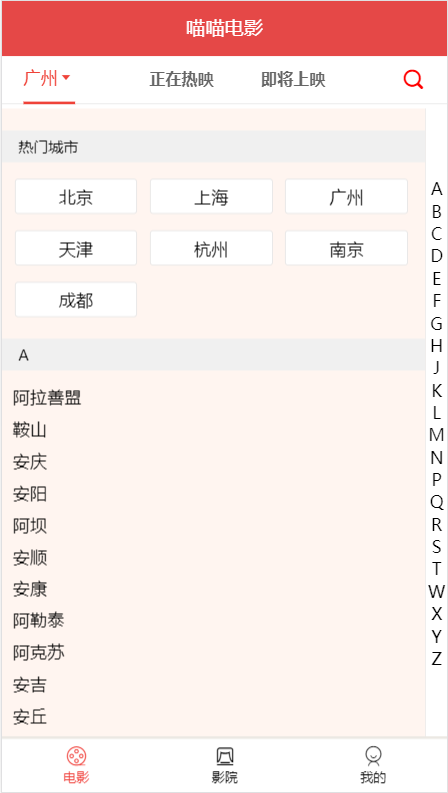 喵喵电影
广州 正在热映 即将上映
热门城市
北京 上海 广州
天津 杭州 南京
成都
A
阿拉善盟
鞍山
安庆
安阳
阿坝
安顺
安康
阿勒泰
阿克苏
安吉
安丘
A
B
C
D
E
F
G
H
J
K
L
M
N
P
Q
R
S
T
W
X
Y
Z
电影 影院 我的